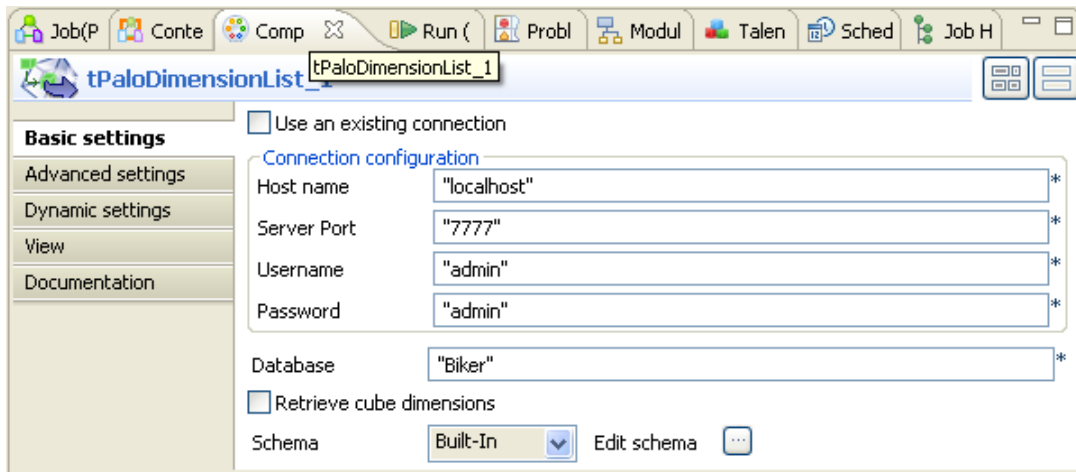 Job(P Conte Comp Run ( Probl Modul Talen Sched Job H
tPaloDimensionList_1
tPaloDimensionList_1
Basic settings
Advanced settings
Dynamic settings
View
Documentation
Use an existing connection
Connection configuration
Host name "localhost" *
Server Port "7777" *
Username "admin" *
Password "admin" *
Database "Biker" *
Retrieve cube dimensions
Schema Built-In Edit schema ...